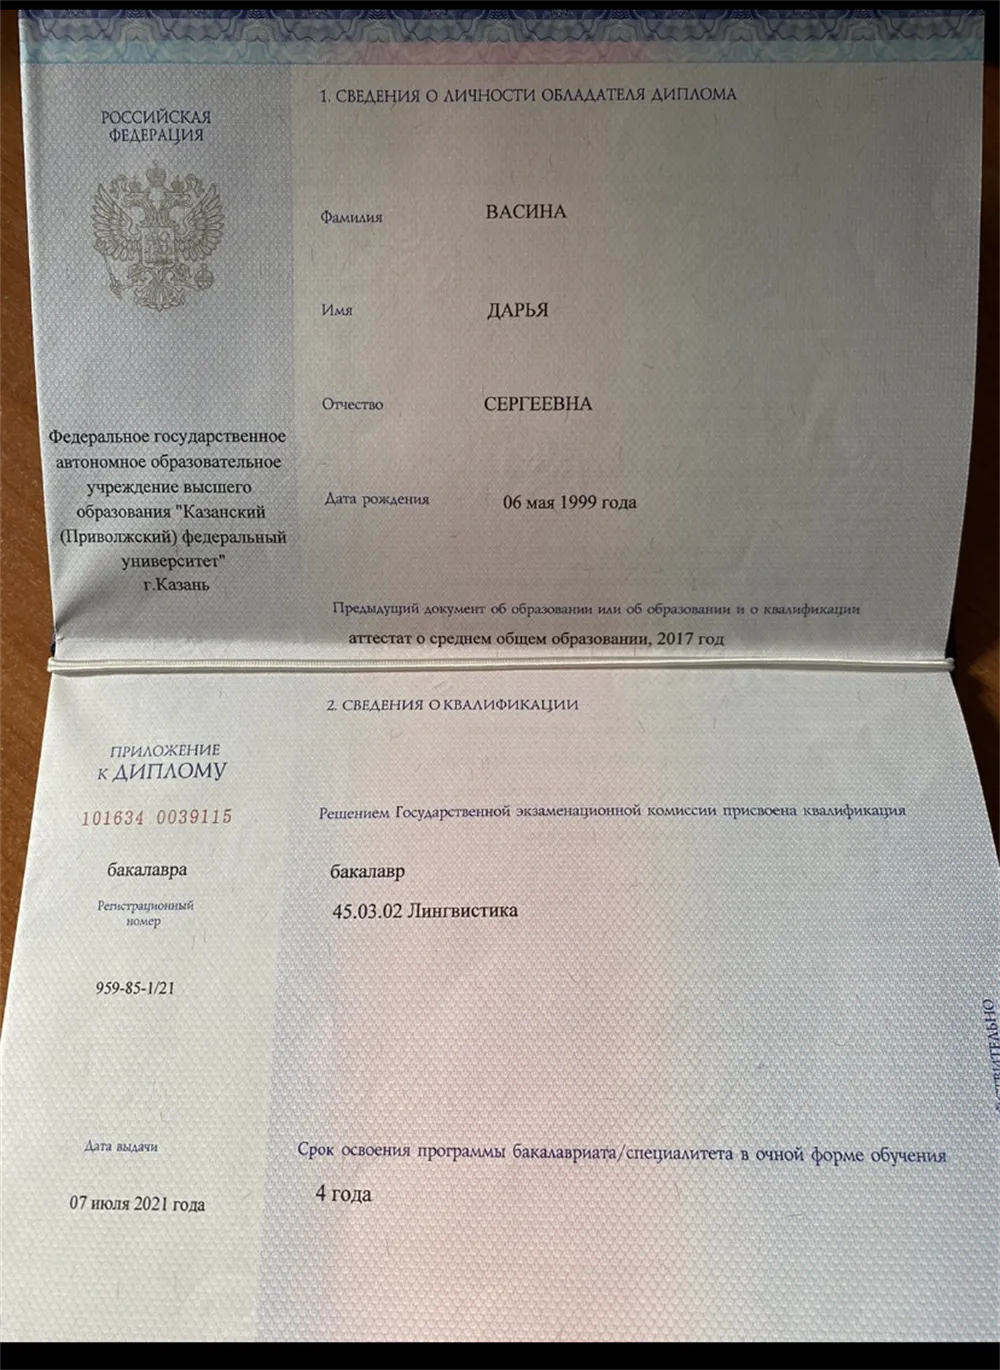 РОССИЙСКАЯ
ФЕДЕРАЦИЯ
Федеральное государственное
автономное образовательное
учреждение высшего
образования "Казанский
(Приволжский) федеральный
университет"
г.Казань
1. СВЕДЕНИЯ О ЛИЧНОСТИ ОБЛАДАТЕЛЯ ДИПЛОМА
Фамилия ВАСИНА
Имя ДАРЬЯ
Отчество СЕРГЕЕВНА
Дата рождения 06 мая 1999 года
Предыдущий документ об образовании или об образовании и о квалификации
аттестат о среднем общем образовании, 2017 год
ПРИЛОЖЕНИЕ
к ДИПЛОМУ
101634 0039115
бакалавра
Регистрационный
номер
959-85-1/21
Дата выдачи
07 июля 2021 года
2. СВЕДЕНИЯ О КВАЛИФИКАЦИИ
Решением Государственной экзаменационной комиссии присвоена квалификация
бакалавр
45.03.02 Лингвистика
Срок освоения программы бакалавриата/специалитета в очной форме обучения
4 года